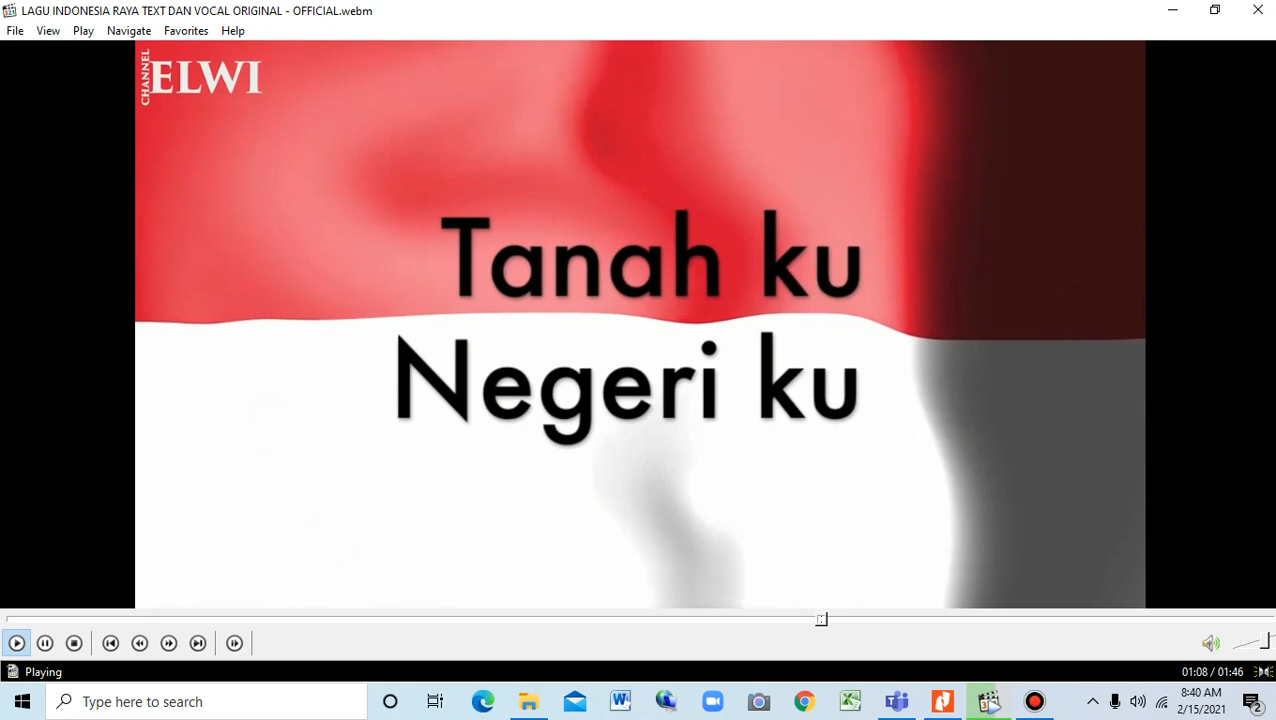 LAGU INDONESIA RAYA TEXT DAN VOCAL ORIGINAL - OFFICIAL.webm
File View Play Navigate Favorites Help
CHANNEL ELWI
Tanah ku
Negeri ku
Playing
01:08 / 01:46
Type here to search
8:40 AM
2/15/2021
2